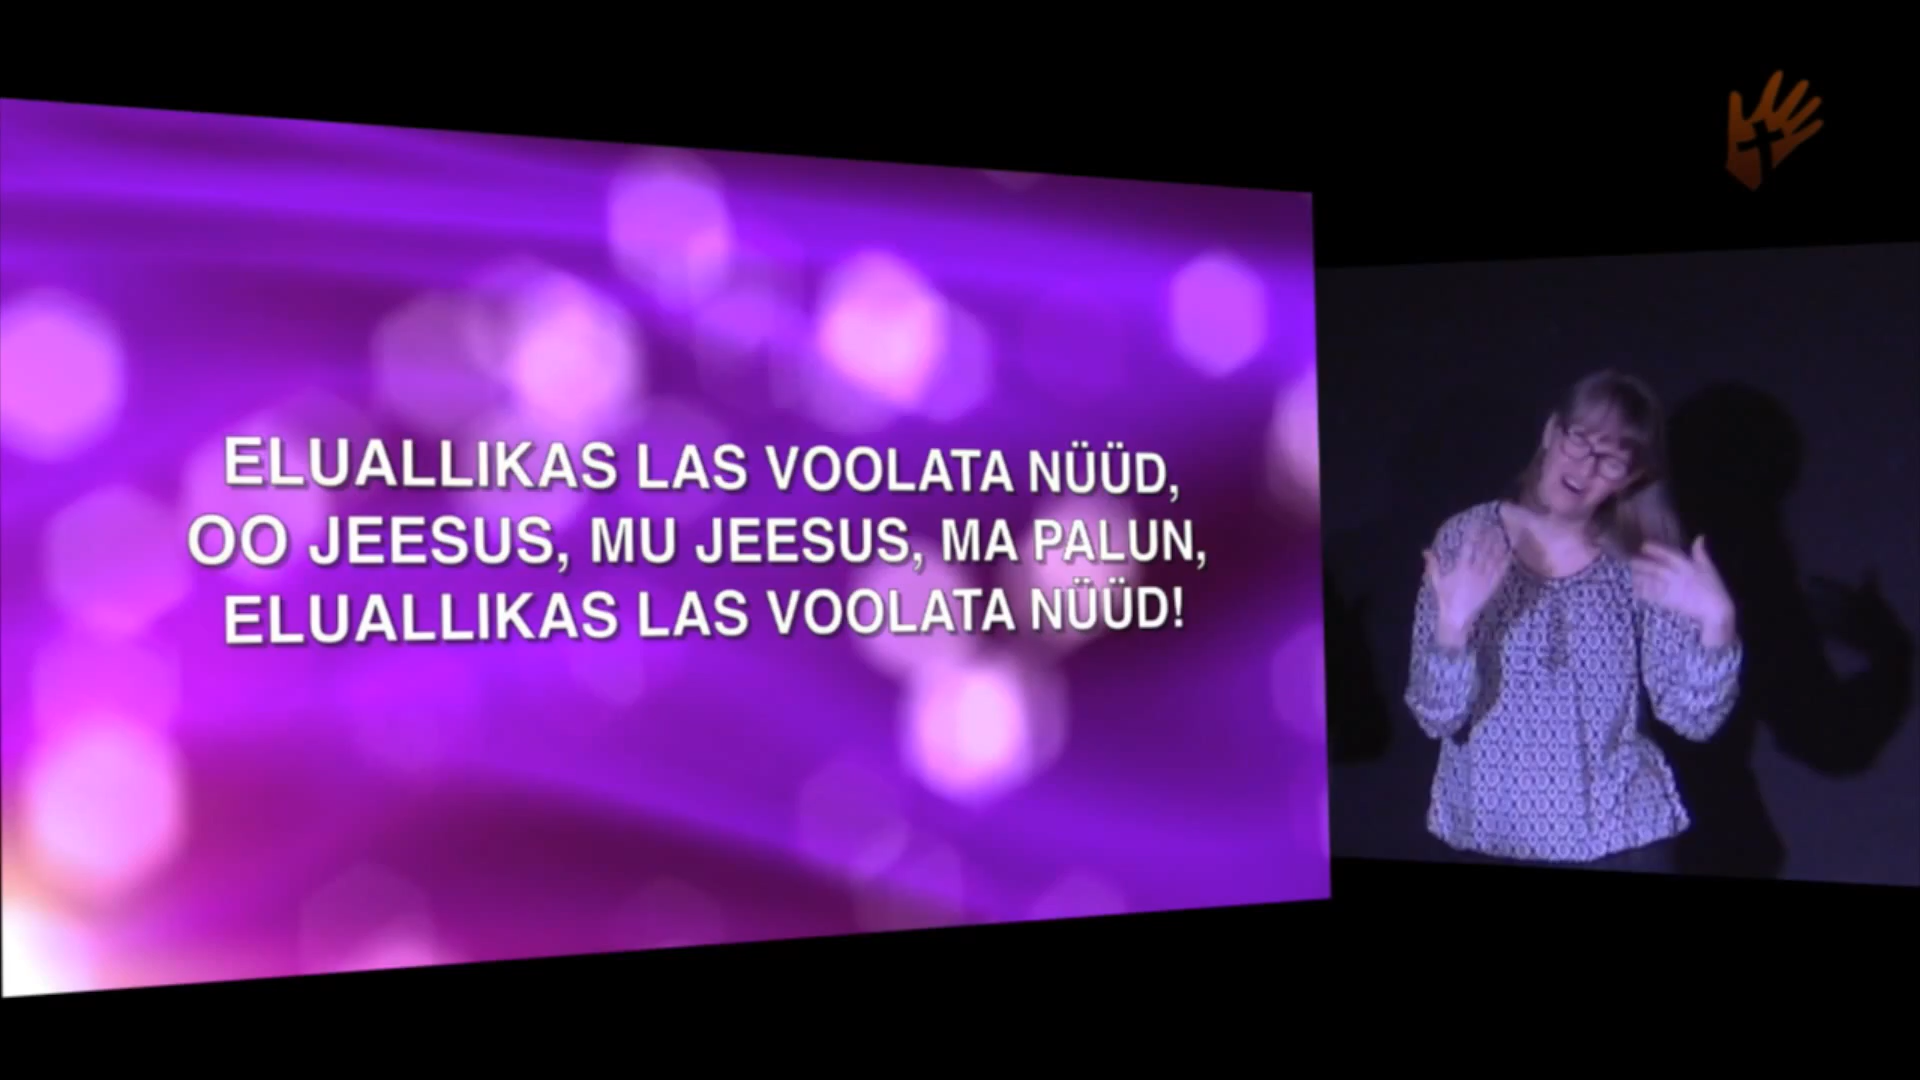 ELUALLIKAS LAS VOOLATA NÜÜD,
OO JEESUS, MU JEESUS, MA PALUN,
ELUALLIKAS LAS VOOLATA NÜÜD!